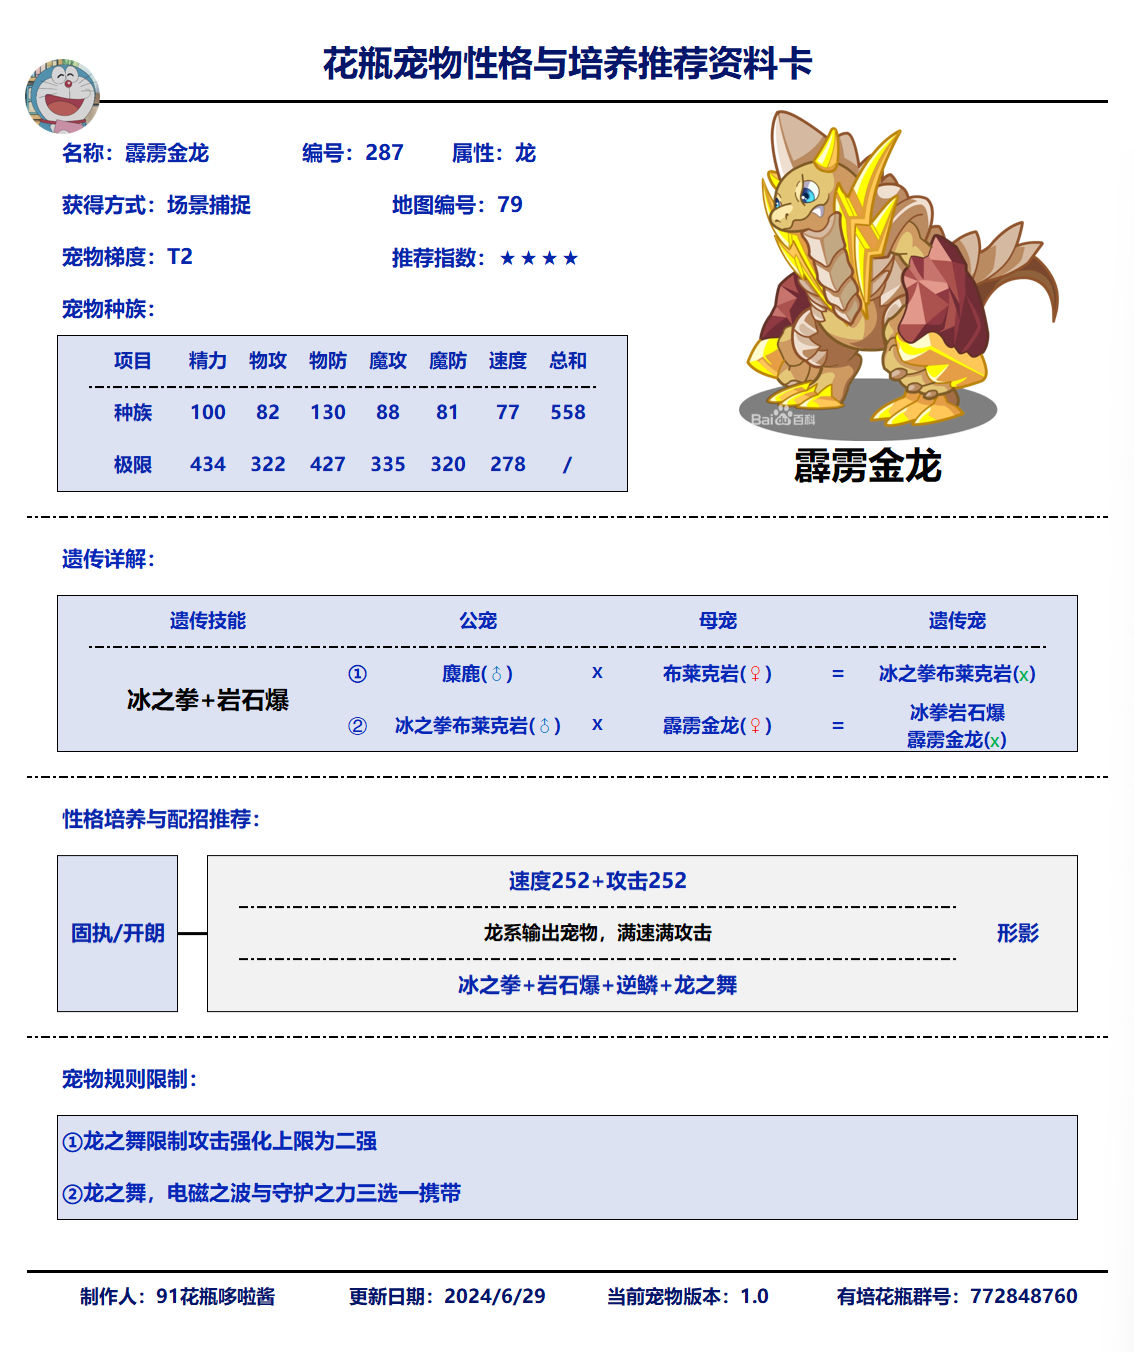 花瓶宠物性格与培养推荐资料卡
名称：霹雳金龙 编号：287 属性：龙
获得方式：场景捕捉 地图编号：79
宠物梯度：T2 推荐指数：★★★★
宠物种族：
项目 精力 物攻 物防 魔攻 魔防 速度 总和
种族 100 82 130 88 81 77 558
极限 434 322 427 335 320 278 /
Baidu百科
霹雳金龙
遗传详解：
遗传技能 公宠 母宠 遗传宠
冰之拳+岩石爆
① 麋鹿(♂) X 布莱克岩(♀) = 冰之拳布莱克岩(x)
② 冰之拳布莱克岩(♂) X 霹雳金龙(♀) = 冰拳岩石爆
霹雳金龙(x)
性格培养与配招推荐：
固执/开朗
速度252+攻击252
龙系输出宠物，满速满攻击
冰之拳+岩石爆+逆鳞+龙之舞
形影
宠物规则限制：
①龙之舞限制攻击强化上限为二强
②龙之舞，电磁之波与守护之力三选一携带
制作人：91花瓶哆啦酱 更新日期：2024/6/29 当前宠物版本：1.0 有培花瓶群号：772848760